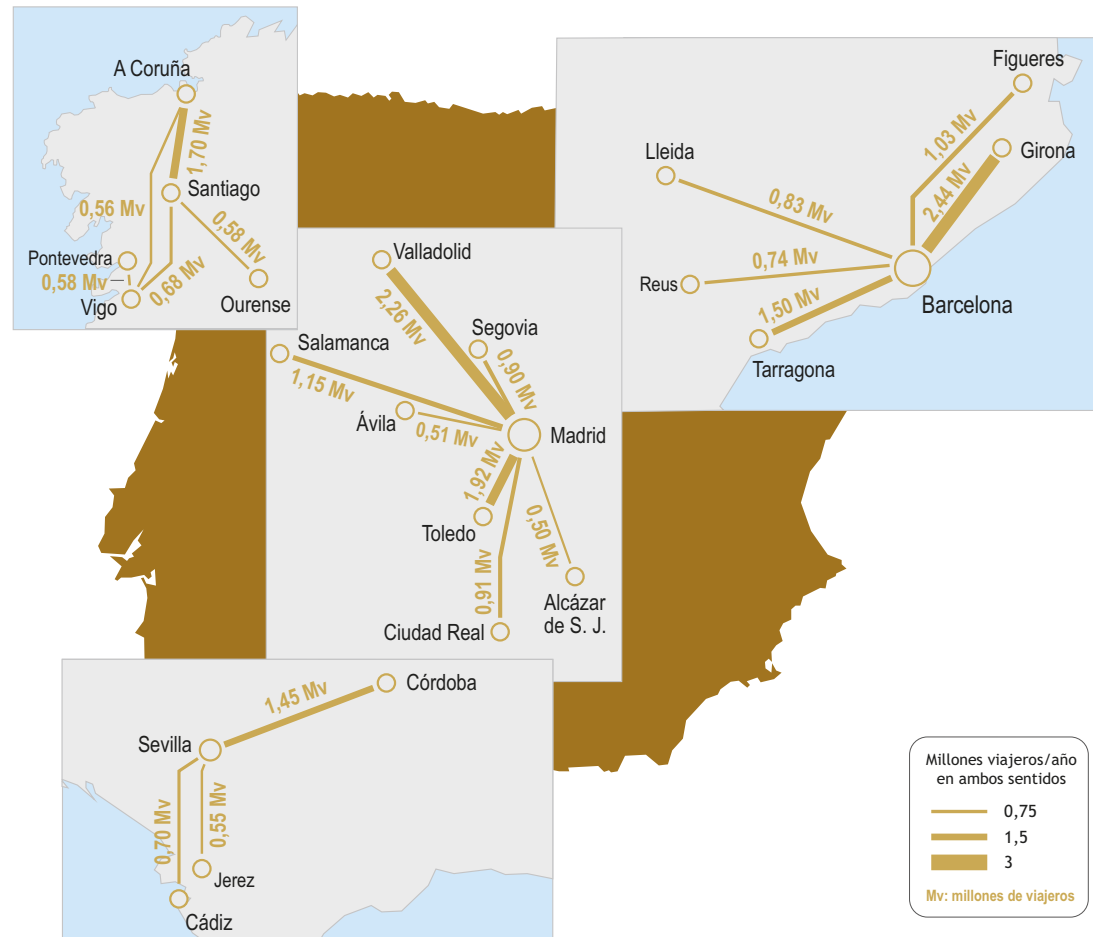 A Coruña
1,70 Mv
Santiago
0,56 Mv
0,58 Mv
Pontevedra
0,58 Mv
0,68 Mv
Vigo
Ourense
Figueres
1,03 Mv
Girona
Lleida
2,44 Mv
0,83 Mv
0,74 Mv
Reus
1,50 Mv
Barcelona
Tarragona
Valladolid
2,26 Mv
Segovia
Salamanca
0,90 Mv
1,15 Mv
Ávila
0,51 Mv
Madrid
1,92 Mv
Toledo
0,50 Mv
0,91 Mv
Alcázar
de S. J.
Ciudad Real
Córdoba
1,45 Mv
Sevilla
0,70 Mv
0,55 Mv
Jerez
Cádiz
Millones viajeros/año
en ambos sentidos
0,75
1,5
3
Mv: millones de viajeros